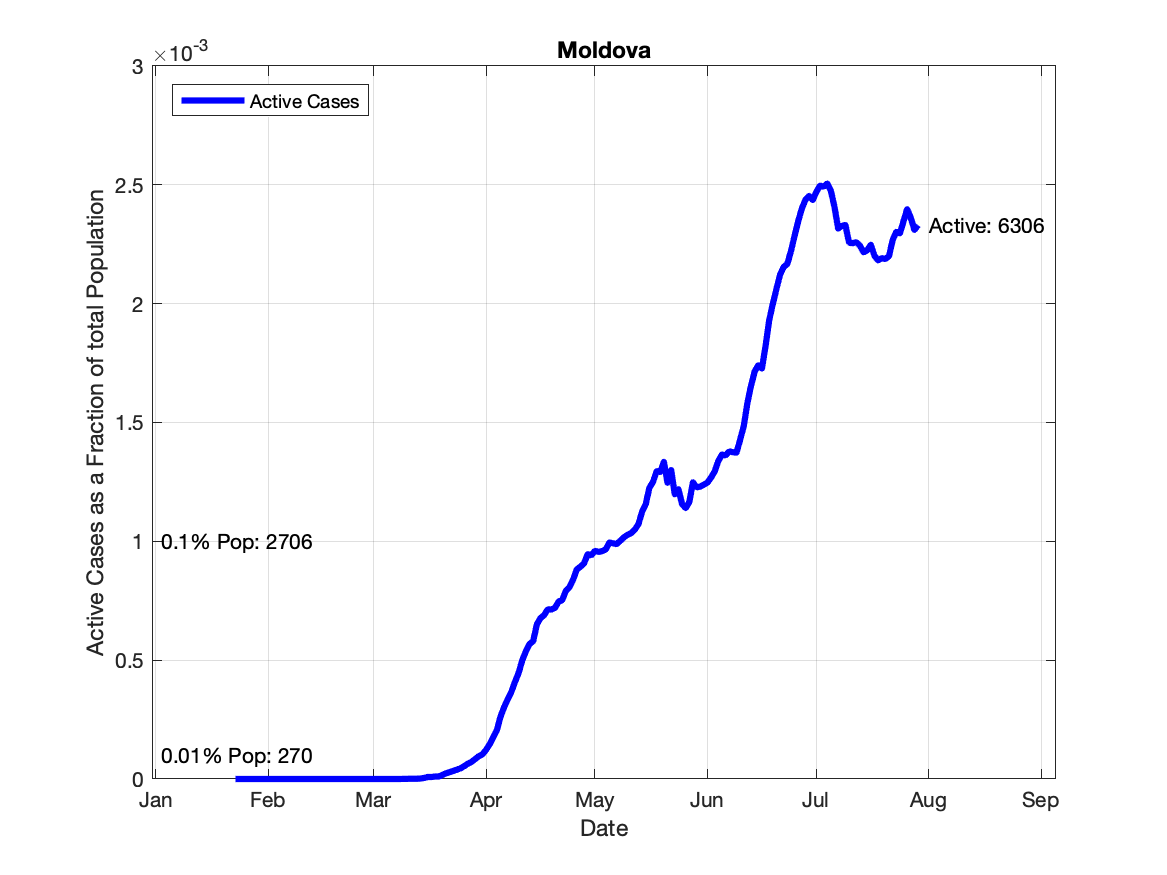 Moldova
×10-3
3
2.5
2
1.5
1
0.5
0
Active Cases as a Fraction of total Population
Active Cases
Active: 6306
0.1% Pop: 2706
0.01% Pop: 270
Jan Feb Mar Apr May Jun Jul Aug Sep
Date